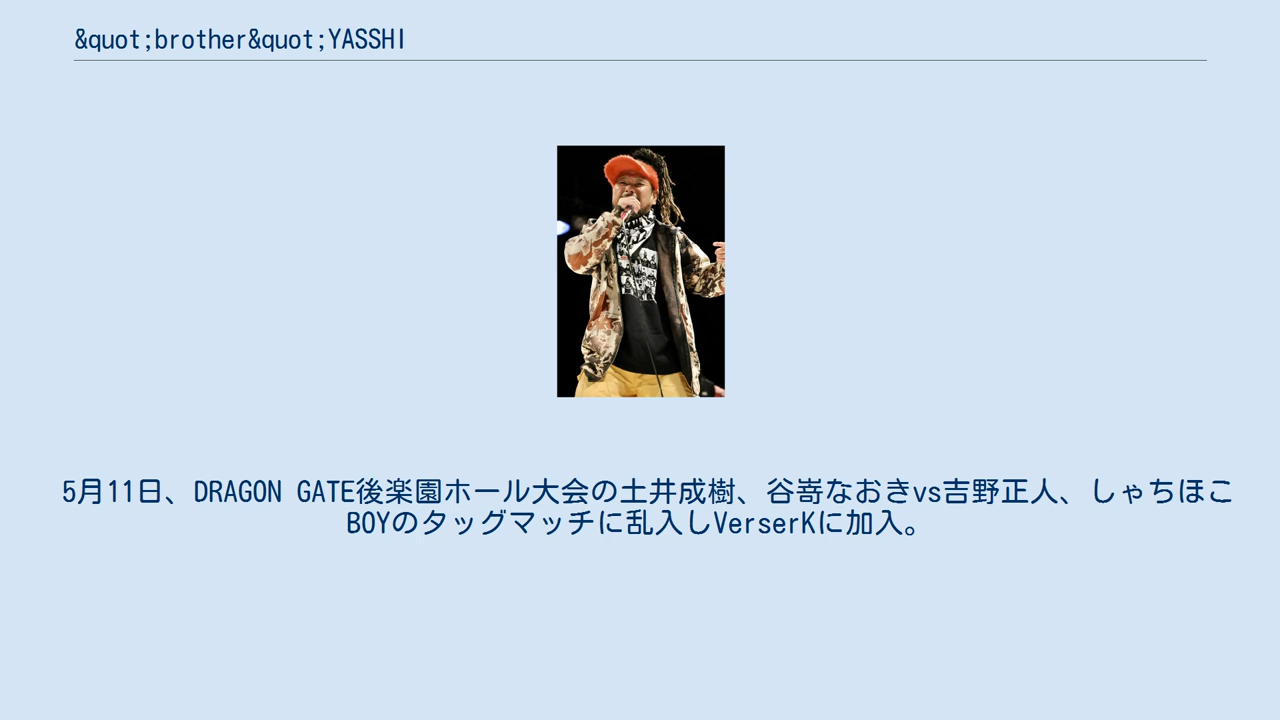 &quot;brother&quot;YASSHI
5月11日、DRAGON GATE後楽園ホール大会の土井成樹、谷嵜なおきvs吉野正人、しゃちほこ
BOYのタッグマッチに乱入しVerserKに加入。